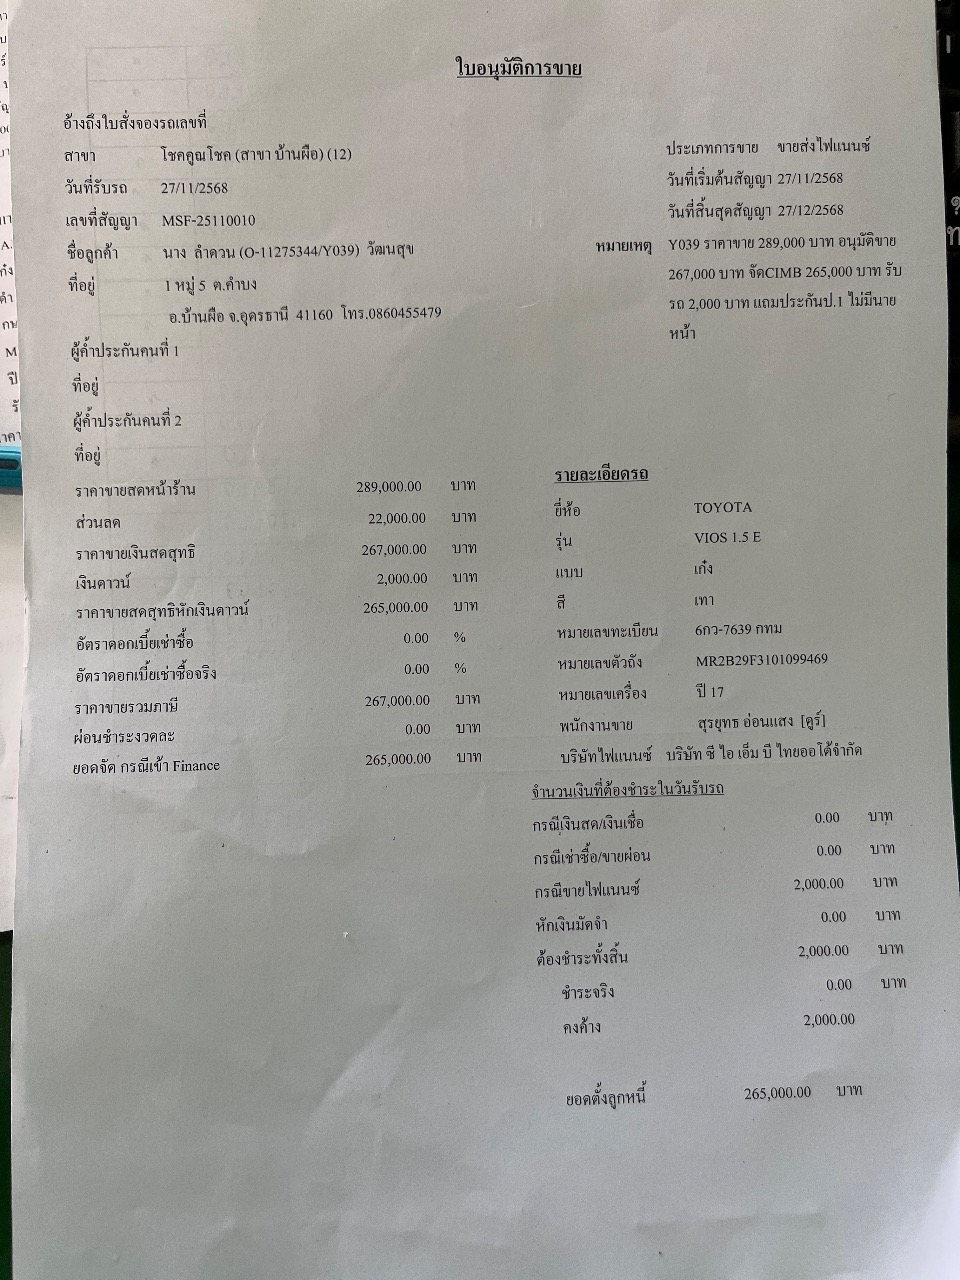 ใบอนุมัติการขาย
อ้างถึงใบสั่งจองรถเลขที่
สาขา โชคคูณโชค (สาขา บ้านผือ) (12)
ประเภทการขาย ขายส่งไฟแนนซ์
วันที่รับรถ 27/11/2568
วันที่เริ่มต้นสัญญา 27/11/2568
เลขที่สัญญา MSF-25110010
วันที่สิ้นสุดสัญญา 27/12/2568
ชื่อลูกค้า นาง ลำดวน (O-11275344/Y039) วัฒนสุข
หมายเหตุ Y039 ราคาขาย 289,000 บาท อนุมัติขาย
267,000 บาท จัดCIMB 265,000 บาท รับ
รถ 2,000 บาท แถมประกันป.1 ไม่มีนาย
หน้า
ที่อยู่ 1 หมู่ 5 ต.คำบง
อ.บ้านผือ จ.อุดรธานี 41160 โทร.0860455479
ผู้ค้ำประกันคนที่ 1
ที่อยู่
ผู้ค้ำประกันคนที่ 2
ที่อยู่
ราคาขายสดหน้าร้าน 289,000.00 บาท
ส่วนลด 22,000.00 บาท
ราคาขายเงินสดสุทธิ 267,000.00 บาท
เงินดาวน์ 2,000.00 บาท
ราคาขายสดสุทธิหักเงินดาวน์ 265,000.00 บาท
อัตราดอกเบี้ยเช่าซื้อ 0.00 %
อัตราดอกเบี้ยเช่าซื้อจริง 0.00 %
ราคาขายรวมภาษี 267,000.00 บาท
ผ่อนชำระงวดละ 0.00 บาท
ยอดจัด กรณีเข้า Finance 265,000.00 บาท
รายละเอียดรถ
ยี่ห้อ TOYOTA
รุ่น VIOS 1.5 E
แบบ เก๋ง
สี เทา
หมายเลขทะเบียน 6กว-7639 กทม
หมายเลขตัวถัง MR2B29F3101099469
หมายเลขเครื่อง ปี 17
พนักงานขาย สุรยุทธ อ่อนแสง [คูร์]
บริษัทไฟแนนซ์ บริษัท ซี ไอ เอ็ม บี ไทยออโต้จำกัด
จำนวนเงินที่ต้องชำระในวันรับรถ
กรณีเงินสด/เงินเชื่อ 0.00 บาท
กรณีเช่าซื้อ/ขายผ่อน 0.00 บาท
กรณีขายไฟแนนซ์ 2,000.00 บาท
หักเงินมัดจำ 0.00 บาท
ต้องชำระทั้งสิ้น 2,000.00 บาท
ชำระจริง 0.00 บาท
คงค้าง 2,000.00
ยอดตั้งลูกหนี้ 265,000.00 บาท